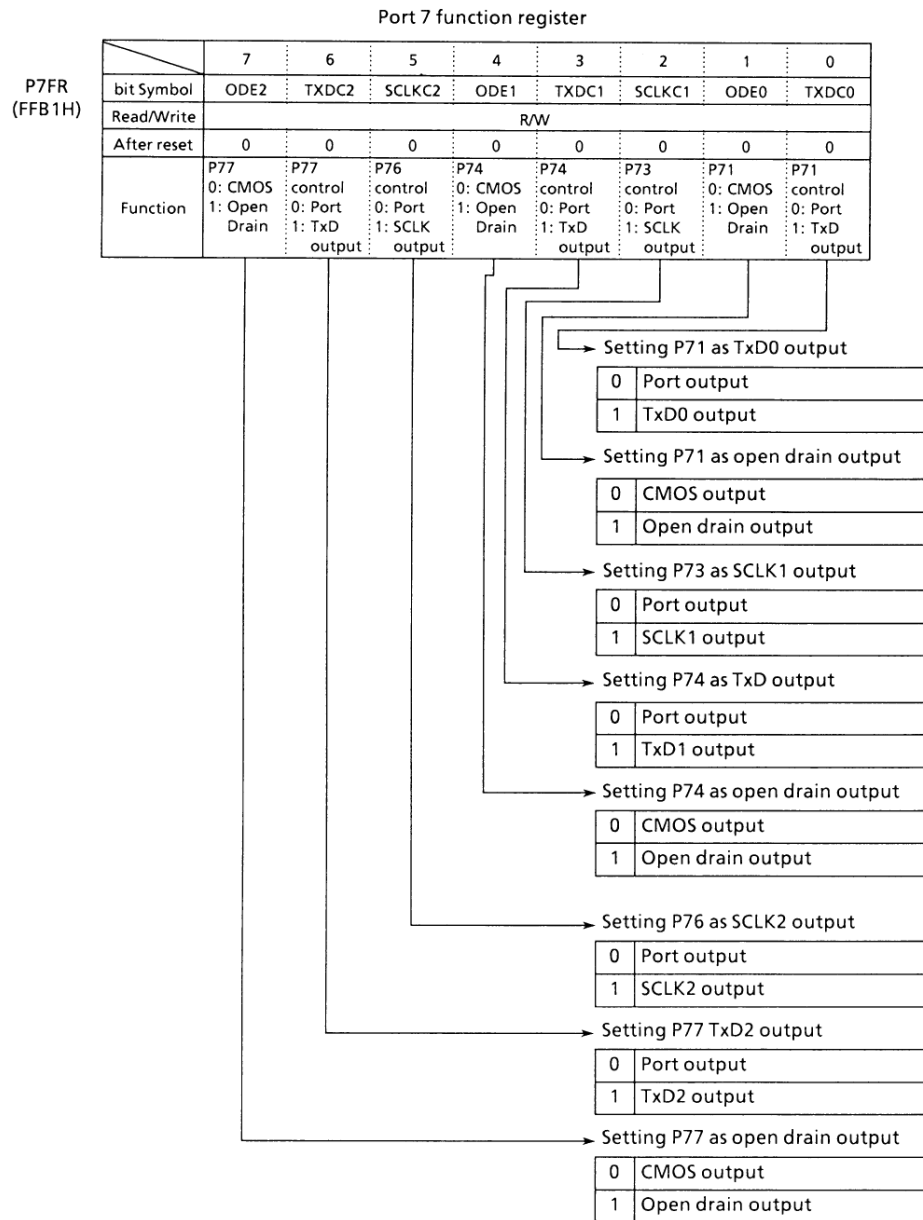 Port 7 function register
P7FR
(FFB1H)
7 6 5 4 3 2 1 0
bit Symbol ODE2 TXDC2 SCLKC2 ODE1 TXDC1 SCLKC1 ODE0 TXDC0
Read/Write R/W
After reset 0 0 0 0 0 0 0 0
Function
P77
0: CMOS
1: Open
Drain
P77
control
0: Port
1: TxD
output
P76
control
0: Port
1: SCLK
output
P74
0: CMOS
1: Open
Drain
P74
control
0: Port
1: TxD
output
P73
control
0: Port
1: SCLK
output
P71
0: CMOS
1: Open
Drain
P71
control
0: Port
1: TxD
output
Setting P71 as TxD0 output
0 Port output
1 TxD0 output
Setting P71 as open drain output
0 CMOS output
1 Open drain output
Setting P73 as SCLK1 output
0 Port output
1 SCLK1 output
Setting P74 as TxD output
0 Port output
1 TxD1 output
Setting P74 as open drain output
0 CMOS output
1 Open drain output
Setting P76 as SCLK2 output
0 Port output
1 SCLK2 output
Setting P77 TxD2 output
0 Port output
1 TxD2 output
Setting P77 as open drain output
0 CMOS output
1 Open drain output